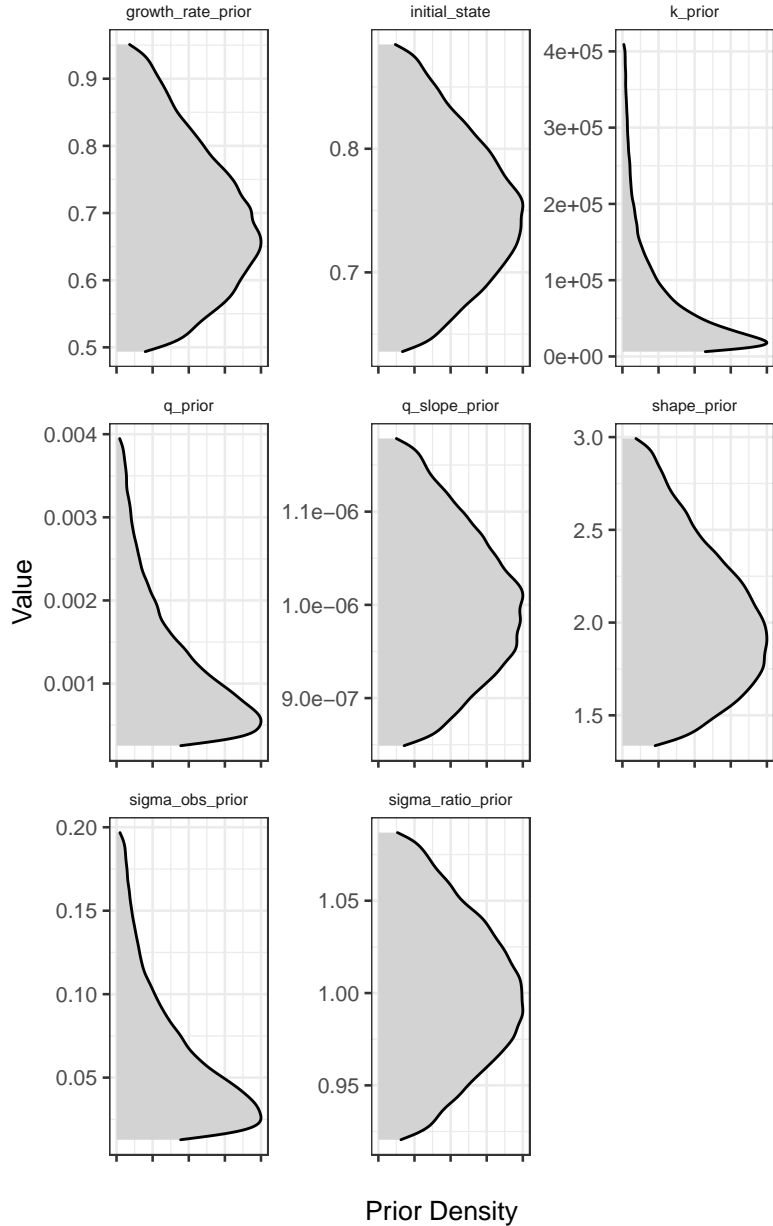 growth_rate_prior
initial_state
k_prior
0.9
0.8
0.7
0.6
0.5
0.8
0.7
4e+05
3e+05
2e+05
1e+05
0e+00
q_prior
q_slope_prior
shape_prior
0.004
0.003
0.002
0.001
1.1e−06
1.0e−06
9.0e−07
3.0
2.5
2.0
1.5
Value
sigma_obs_prior
sigma_ratio_prior
0.20
0.15
0.10
0.05
1.05
1.00
0.95
Prior Density